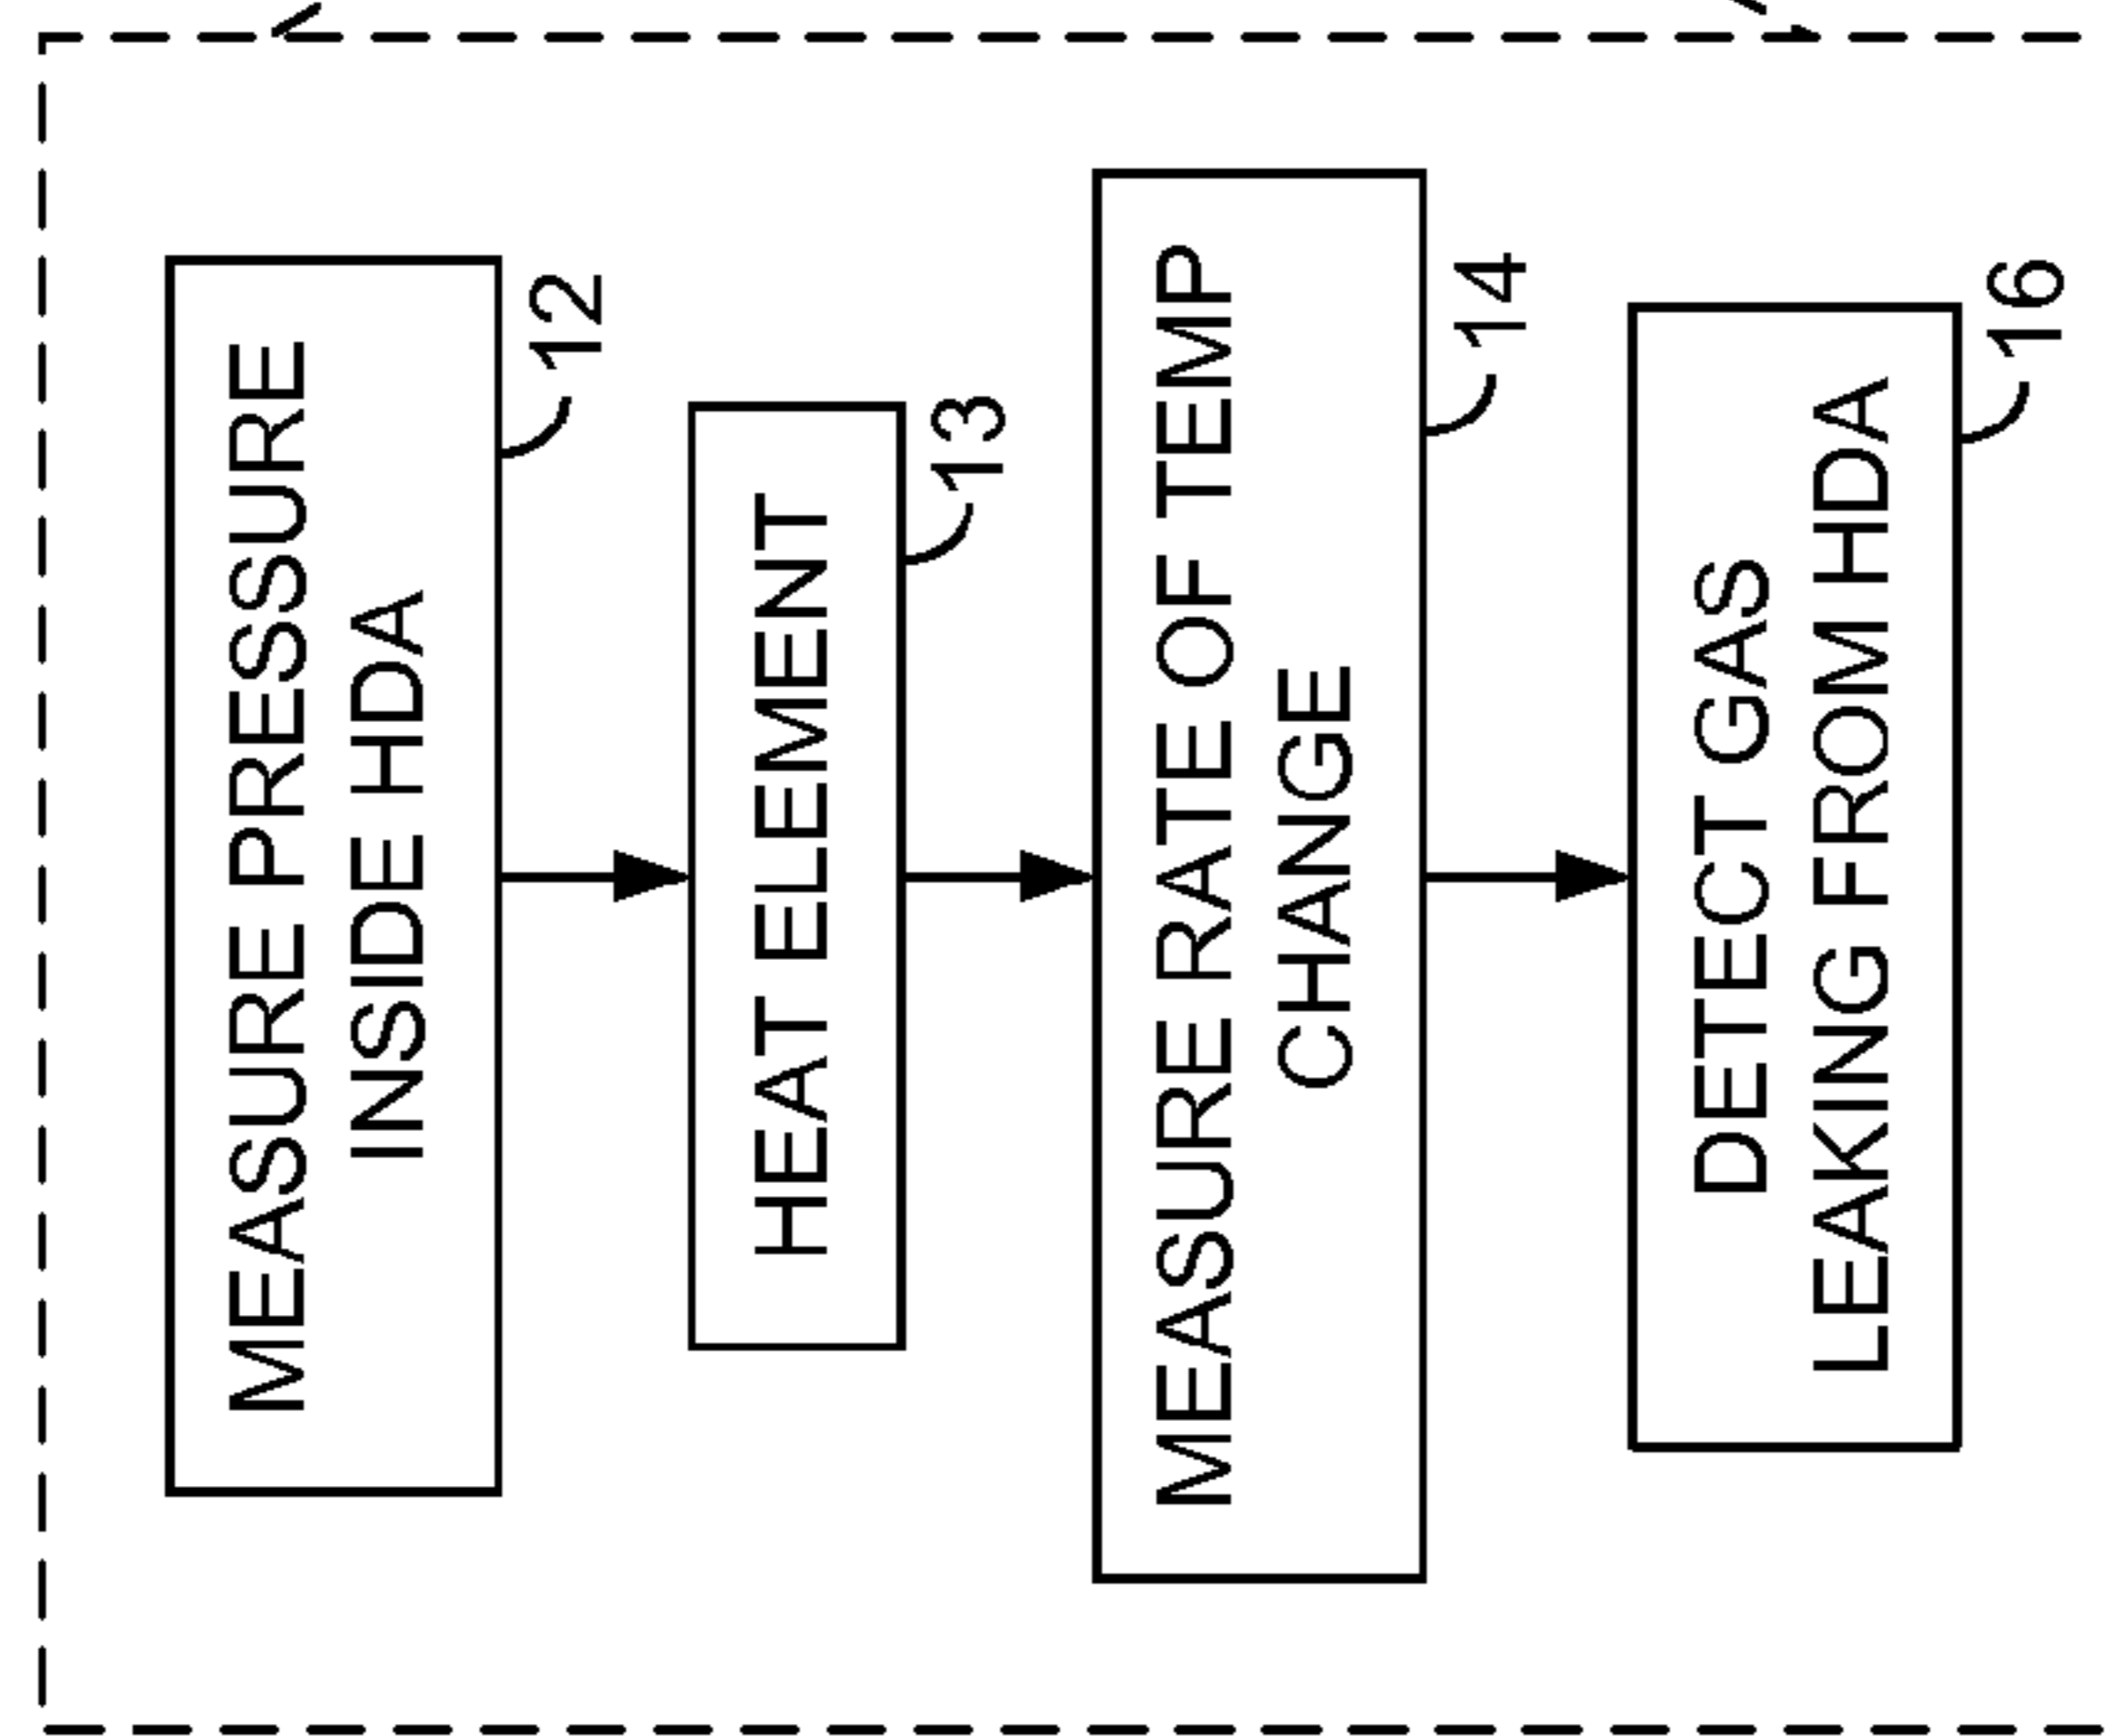 MEASURE PRESSURE
INSIDE HDA
12
HEAT ELEMENT
13
MEASURE RATE OF TEMP
CHANGE
14
DETECT GAS
LEAKING FROM HDA
16